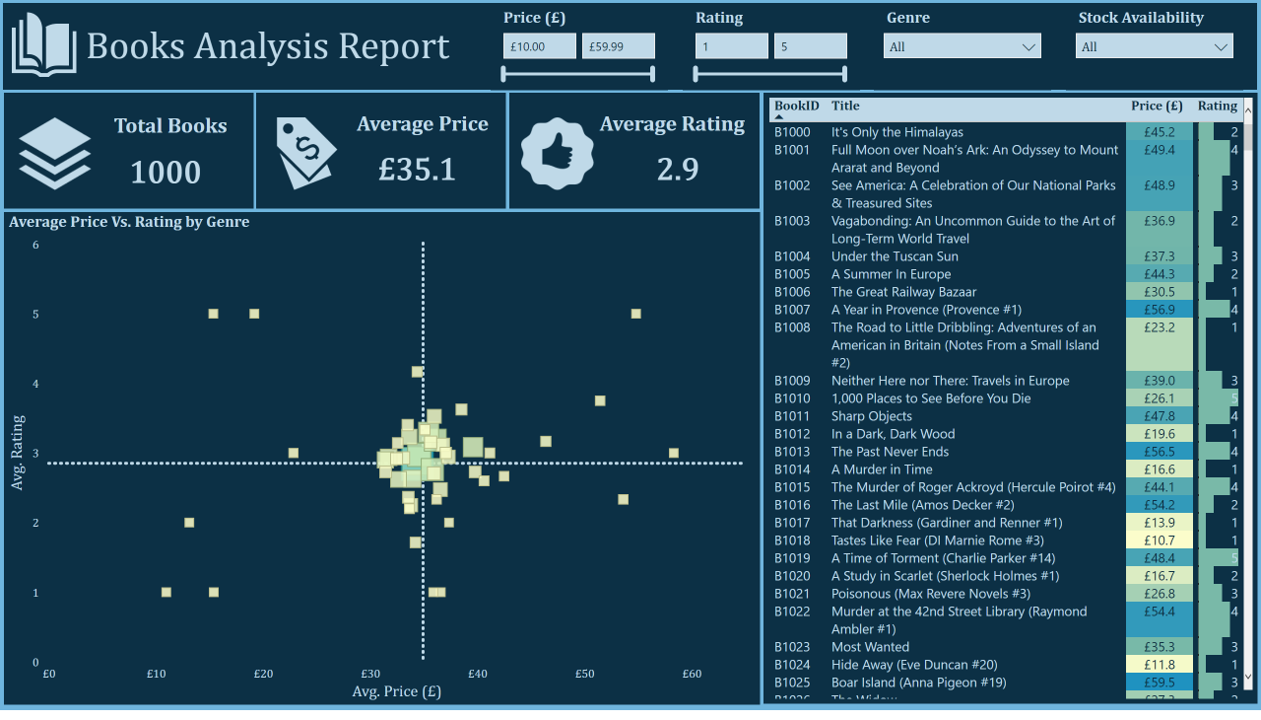 Books Analysis Report
Price (£)
£10.00
£59.99
Rating
1
5
Genre
All
Stock Availability
All
Total Books
1000
Average Price
£35.1
Average Rating
2.9
Average Price Vs. Rating by Genre
Avg. Rating
6
5
4
3
2
1
0
£0
£10
£20
£30
£40
£50
£60
Avg. Price (£)
BookID Title Price (£) Rating
B1000 It's Only the Himalayas £45.2 2
B1001 Full Moon over Noah's Ark: An Odyssey to Mount £49.4 4
Ararat and Beyond
B1002 See America: A Celebration of Our National Parks £48.9 3
& Treasured Sites
B1003 Vagabonding: An Uncommon Guide to the Art of £36.9 2
Long-Term World Travel
B1004 Under the Tuscan Sun £37.3 3
B1005 A Summer In Europe £44.3 2
B1006 The Great Railway Bazaar £30.5 1
B1007 A Year in Provence (Provence #1) £56.9 4
B1008 The Road to Little Dribbling: Adventures of an £23.2 1
American in Britain (Notes From a Small Island
#2)
B1009 Neither Here nor There: Travels in Europe £39.0 3
B1010 1,000 Places to See Before You Die £26.1 5
B1011 Sharp Objects £47.8 4
B1012 In a Dark, Dark Wood £19.6 1
B1013 The Past Never Ends £56.5 4
B1014 A Murder in Time £16.6 1
B1015 The Murder of Roger Ackroyd (Hercule Poirot #4) £44.1 4
B1016 The Last Mile (Amos Decker #2) £54.2 2
B1017 That Darkness (Gardiner and Renner #1) £13.9 1
B1018 Tastes Like Fear (DI Marnie Rome #3) £10.7 1
B1019 A Time of Torment (Charlie Parker #14) £48.4 5
B1020 A Study in Scarlet (Sherlock Holmes #1) £16.7 2
B1021 Poisonous (Max Revere Novels #3) £26.8 3
B1022 Murder at the 42nd Street Library (Raymond £54.4 4
Ambler #1)
B1023 Most Wanted £35.3 3
B1024 Hide Away (Eve Duncan #20) £11.8 1
B1025 Boar Island (Anna Pigeon #19) £59.5 3
B1026 The Widow